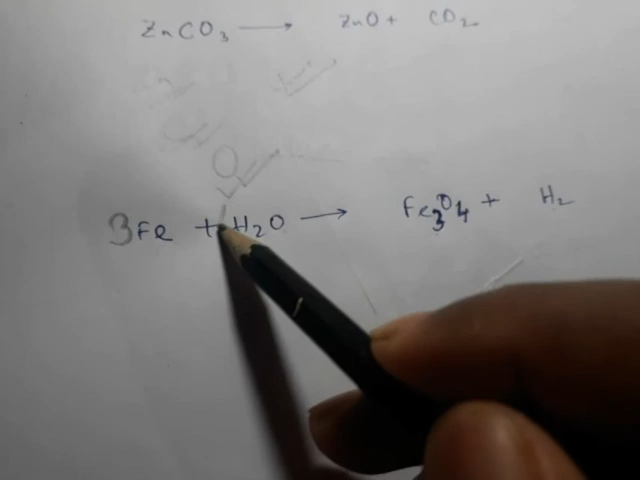 ZnCO₃ → ZnO + CO₂
3Fe + H₂O → Fe₃O₄ + H₂